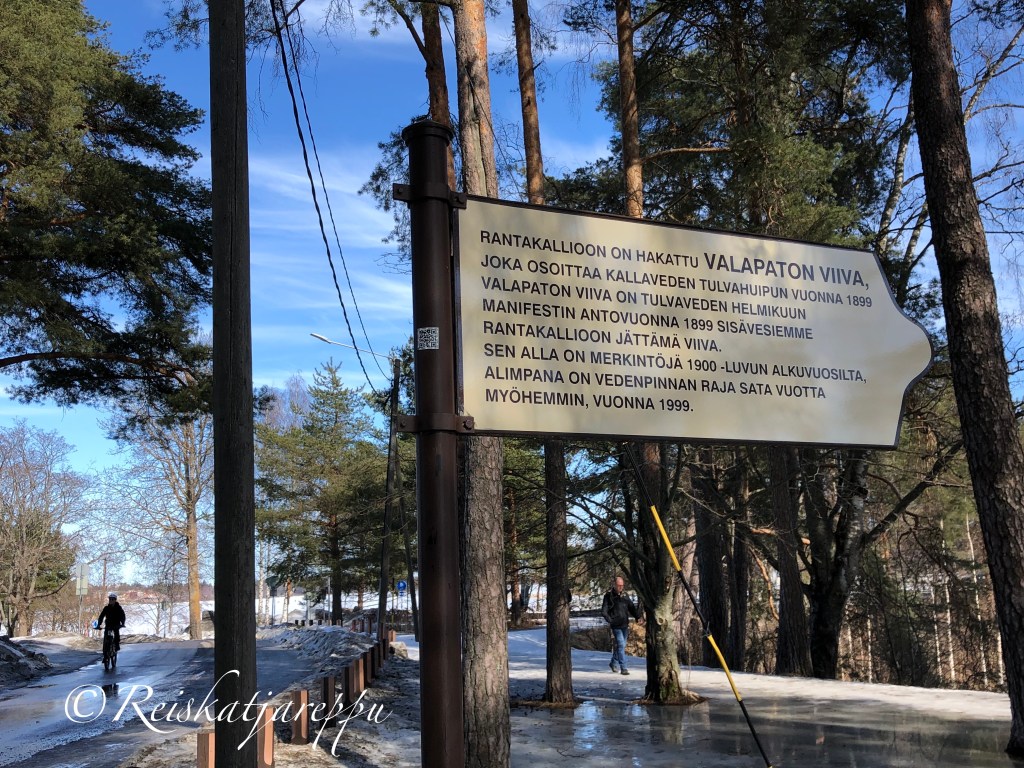 RANTAKALLIOON ON HAKATTU VALAPATON VIIVA,
JOKA OSOITTAA KALLAVEDEN TULVAHUIPUN VUONNA 1899
VALAPATON VIIVA ON TULVAVEDEN HELMIKUUN
MANIFESTIN ANTOVUONNA 1899 SISÄVESIEMME
RANTAKALLIOON JÄTTÄMÄ VIIVA.
SEN ALLA ON MERKINTÖJÄ 1900 -LUVUN ALKUVUOSILTA,
ALIMPANA ON VEDENPINNAN RAJA SATA VUOTTA
MYÖHEMMIN, VUONNA 1999.
© Reiskatjareppu